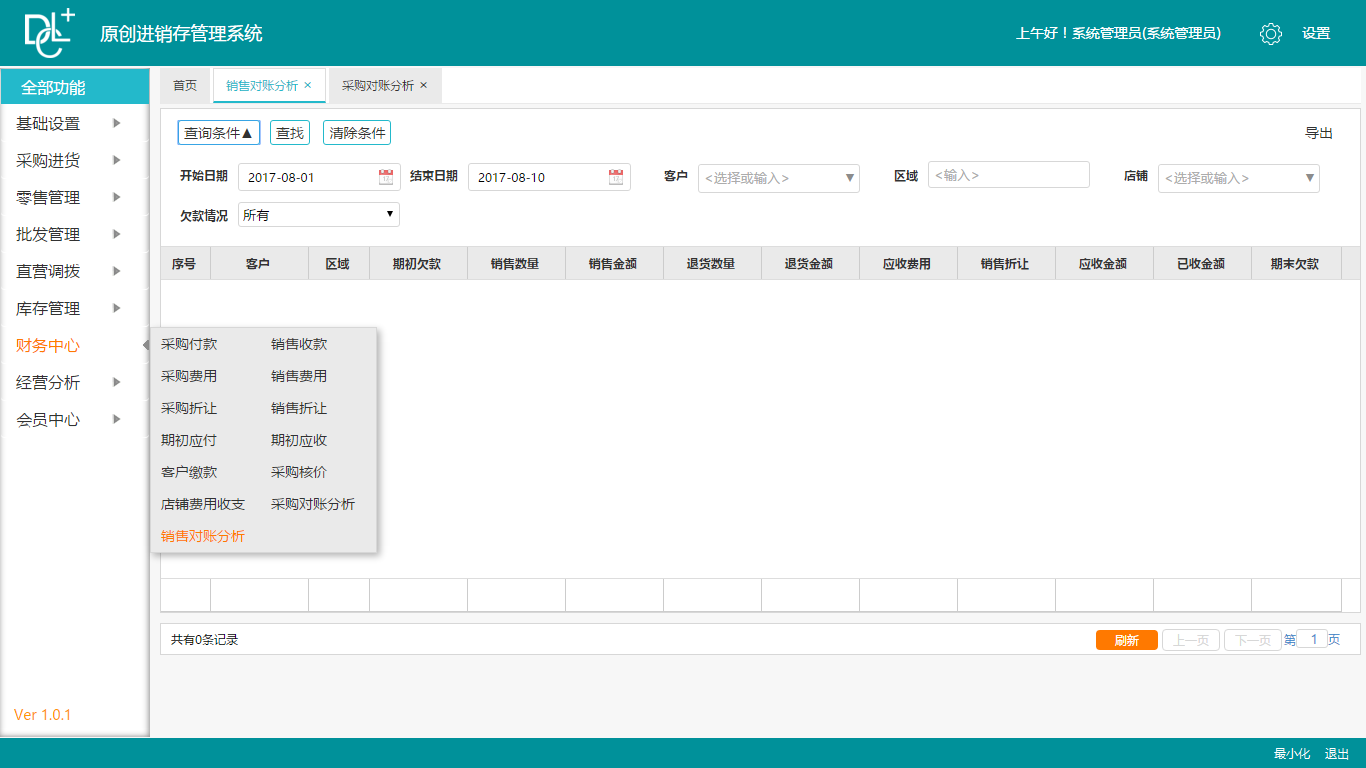 DCL+
原创进销存管理系统
上午好！系统管理员(系统管理员)
设置
全部功能
基础设置
采购进货
零售管理
批发管理
直营调拨
库存管理
财务中心
经营分析
会员中心
Ver 1.0.1
首页 销售对账分析 × 采购对账分析 ×
查询条件▲ 查找 清除条件 导出
开始日期 2017-08-01 结束日期 2017-08-10 客户 <选择或输入> 区域 <输入> 店铺 <选择或输入>
欠款情况 所有
序号 客户 区域 期初欠款 销售数量 销售金额 退货数量 退货金额 应收费用 销售折让 应收金额 已收金额 期末欠款
采购付款 销售收款
采购费用 销售费用
采购折让 销售折让
期初应付 期初应收
客户缴款 采购核价
店铺费用收支 采购对账分析
销售对账分析
共有0条记录 刷新 上一页 下一页 第 1 页
最小化 退出